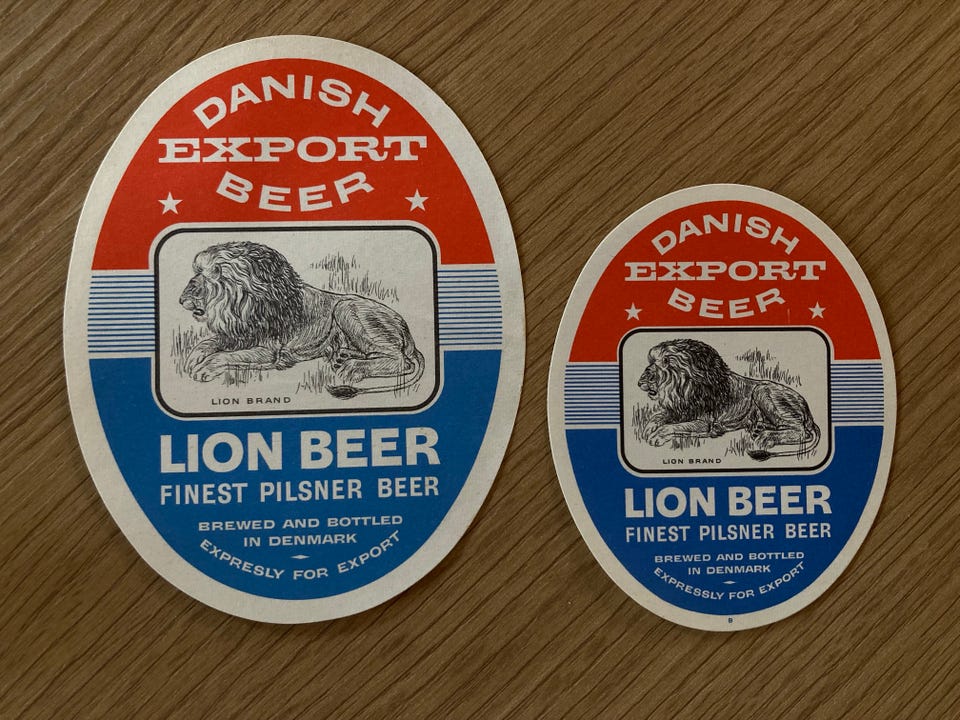 DANISH
EXPORT
BEER
LION BRAND
LION BEER
FINEST PILSNER BEER
BREWED AND BOTTLED
IN DENMARK
EXPRESLY FOR EXPORT
DANISH
EXPORT
BEER
LION BRAND
LION BEER
FINEST PILSNER BEER
BREWED AND BOTTLED
IN DENMARK
EXPRESSLY FOR EXPORT